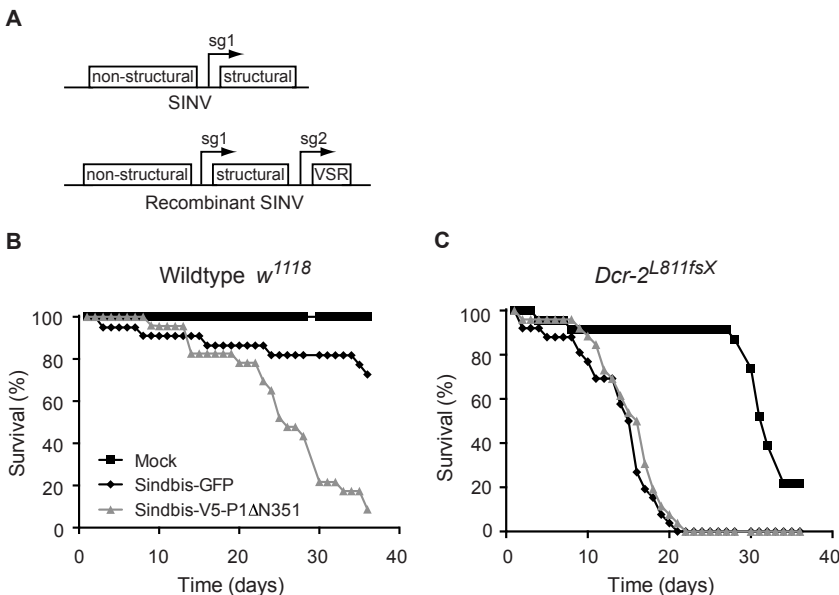 A
sg1
non-structural structural
SINV
sg1 sg2
non-structural structural VSR
Recombinant SINV
B C
Wildtype w1118 Dcr-2L811fsX
Survival (%)
100
80
60
40
20
0
Mock
Sindbis-GFP
Sindbis-V5-P1ΔN351
0 10 20 30 40
Time (days)
Survival (%)
100
80
60
40
20
0
0 10 20 30 40
Time (days)